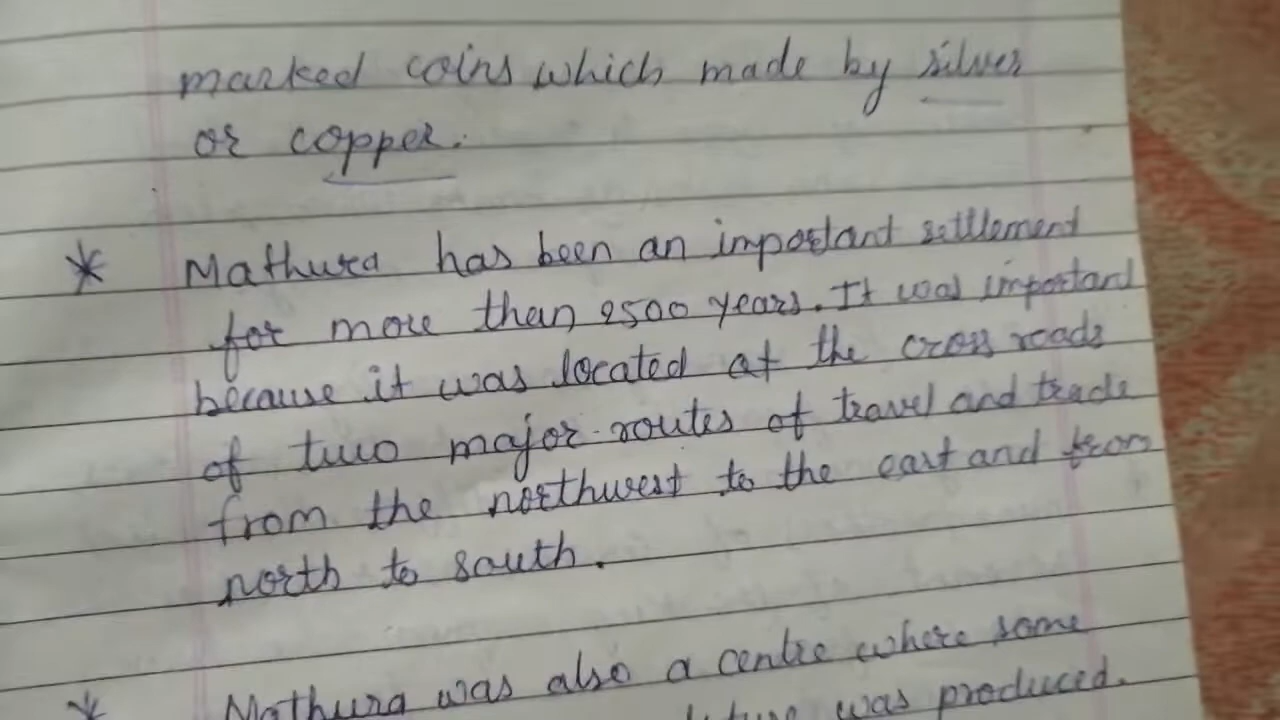 marked coins which made by silver
or copper.
* Mathura has been an important settlement
for more than 2500 years. It was important
because it was located at the cross roads
of two major routes of travel and trade
from the northwest to the east and from
north to south.
* Mathura was also a centre where some
was produced.